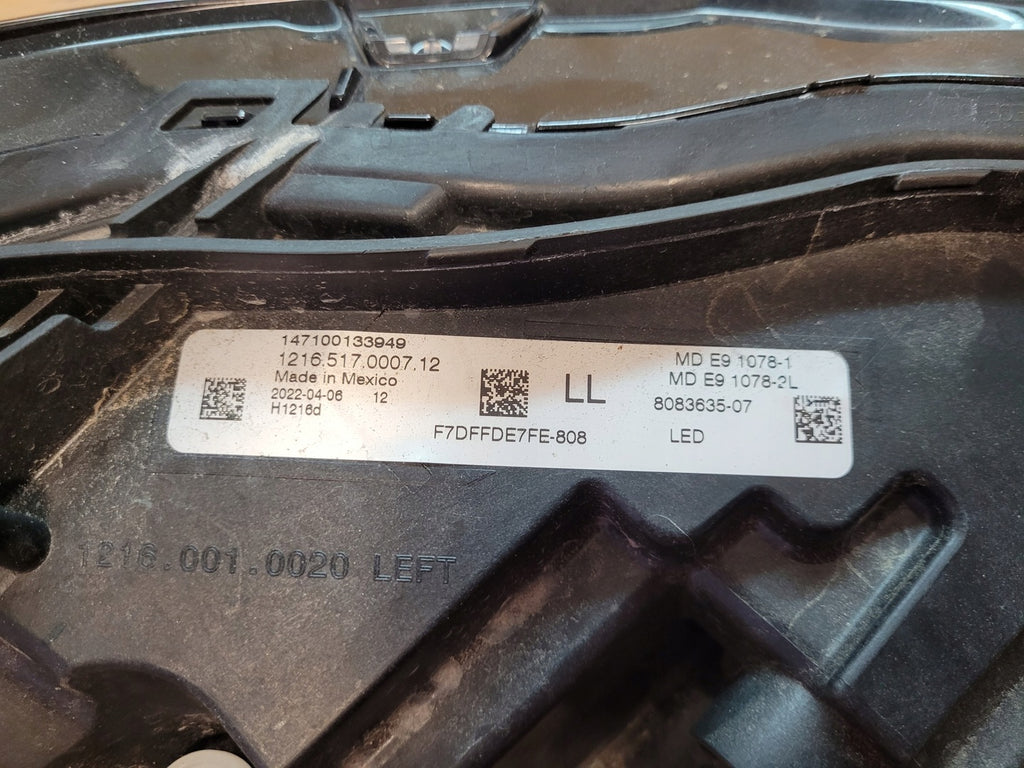 147100133949
1216.517.0007.12
Made in Mexico
2022-04-06 12
H1216d
F7DFFDE7FE-808
LL
MD E9 1078-1
MD E9 1078-2L
8083635-07
LED
1216.001.0020 LEFT